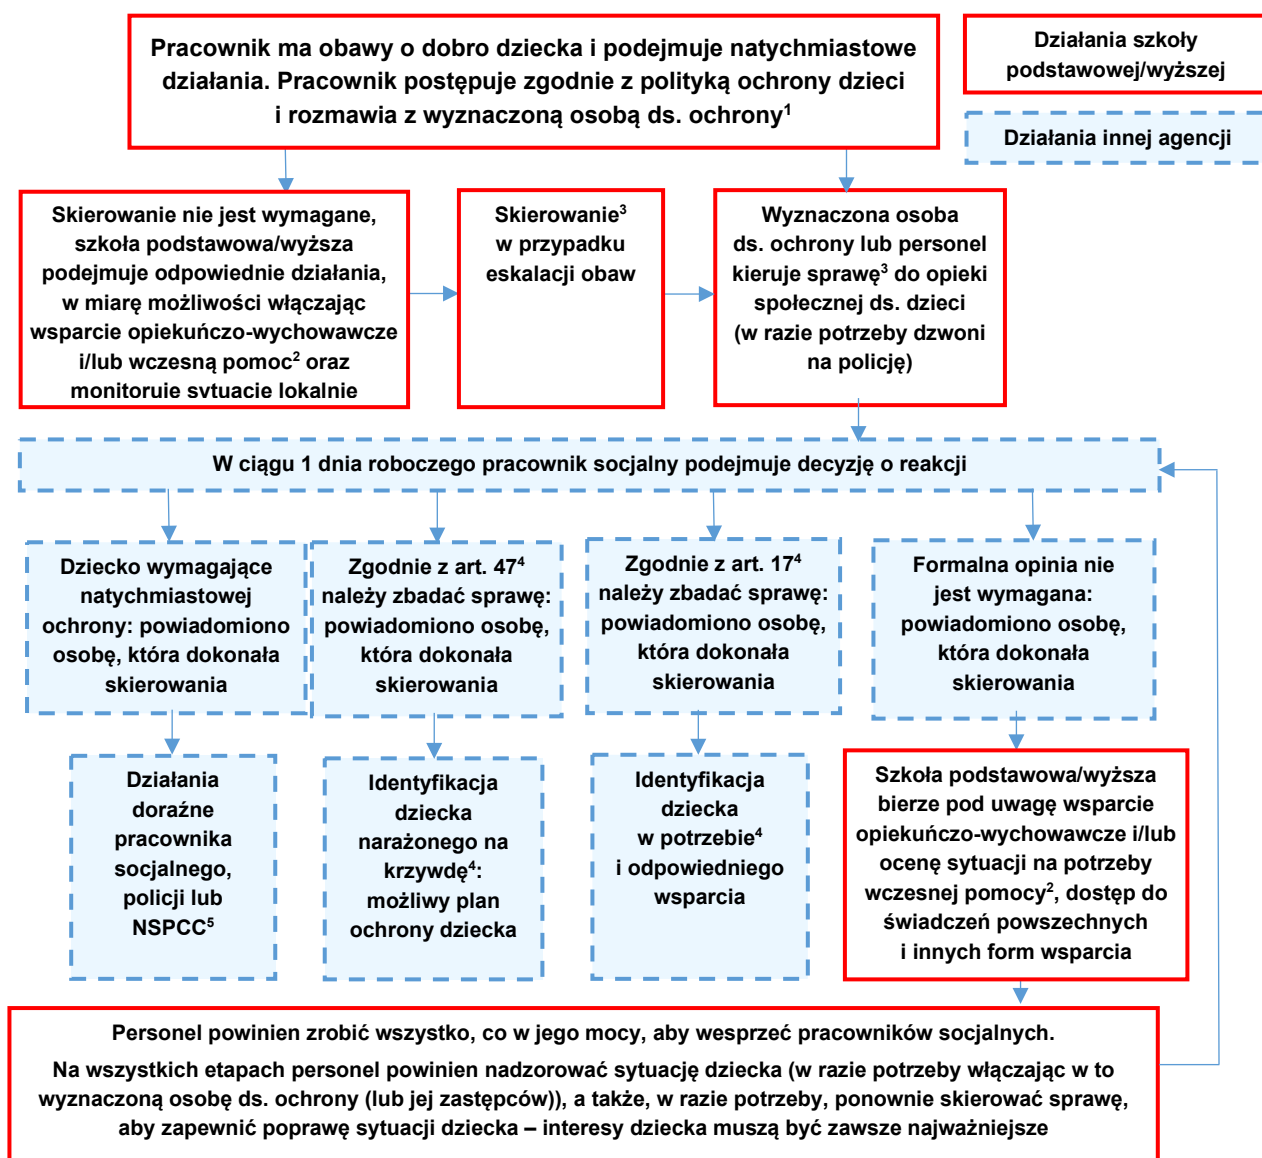 Pracownik ma obawy o dobro dziecka i podejmuje natychmiastowe
działania. Pracownik postępuje zgodnie z polityką ochrony dzieci
i rozmawia z wyznaczoną osobą ds. ochrony¹
Działania szkoły
podstawowej/wyższej
Działania innej agencji
Skierowanie nie jest wymagane,
szkoła podstawowa/wyższa
podejmuje odpowiednie działania,
w miarę możliwości włączając
wsparcie opiekuńczo-wychowawcze
i/lub wczesną pomoc² oraz
monitoruje sytuację lokalnie
Skierowanie³
w przypadku
eskalacji obaw
Wyznaczona osoba
ds. ochrony lub personel
kieruje sprawę³ do opieki
społecznej ds. dzieci
(w razie potrzeby dzwoni
na policję)
W ciągu 1 dnia roboczego pracownik socjalny podejmuje decyzję o reakcji
Dziecko wymagające
natychmiastowej
ochrony: powiadomiono
osobę, która dokonała
skierowania
Zgodnie z art. 47⁴
należy zbadać sprawę:
powiadomiono osobę,
która dokonała
skierowania
Zgodnie z art. 17⁴
należy zbadać sprawę:
powiadomiono osobę,
która dokonała
skierowania
Formalna opinia nie
jest wymagana:
powiadomiono osobę,
która dokonała
skierowania
Działania
doraźne
pracownika
socjalnego,
policji lub
NSPCC⁵
Identyfikacja
dziecka
narażonego na
krzywdę⁴:
możliwy plan
ochrony dziecka
Identyfikacja
dziecka
w potrzebie⁴
i odpowiedniego
wsparcia
Szkoła podstawowa/wyższa
bierze pod uwagę wsparcie
opiekuńczo-wychowawcze i/lub
ocenę sytuacji na potrzeby
wczesnej pomocy², dostęp do
świadczeń powszechnych
i innych form wsparcia
Personel powinien zrobić wszystko, co w jego mocy, aby wesprzeć pracowników socjalnych.
Na wszystkich etapach personel powinien nadzorować sytuację dziecka (w razie potrzeby włączając w to
wyznaczoną osobę ds. ochrony (lub jej zastępców)), a także, w razie potrzeby, ponownie skierować sprawę,
aby zapewnić poprawę sytuacji dziecka – interesy dziecka muszą być zawsze najważniejsze